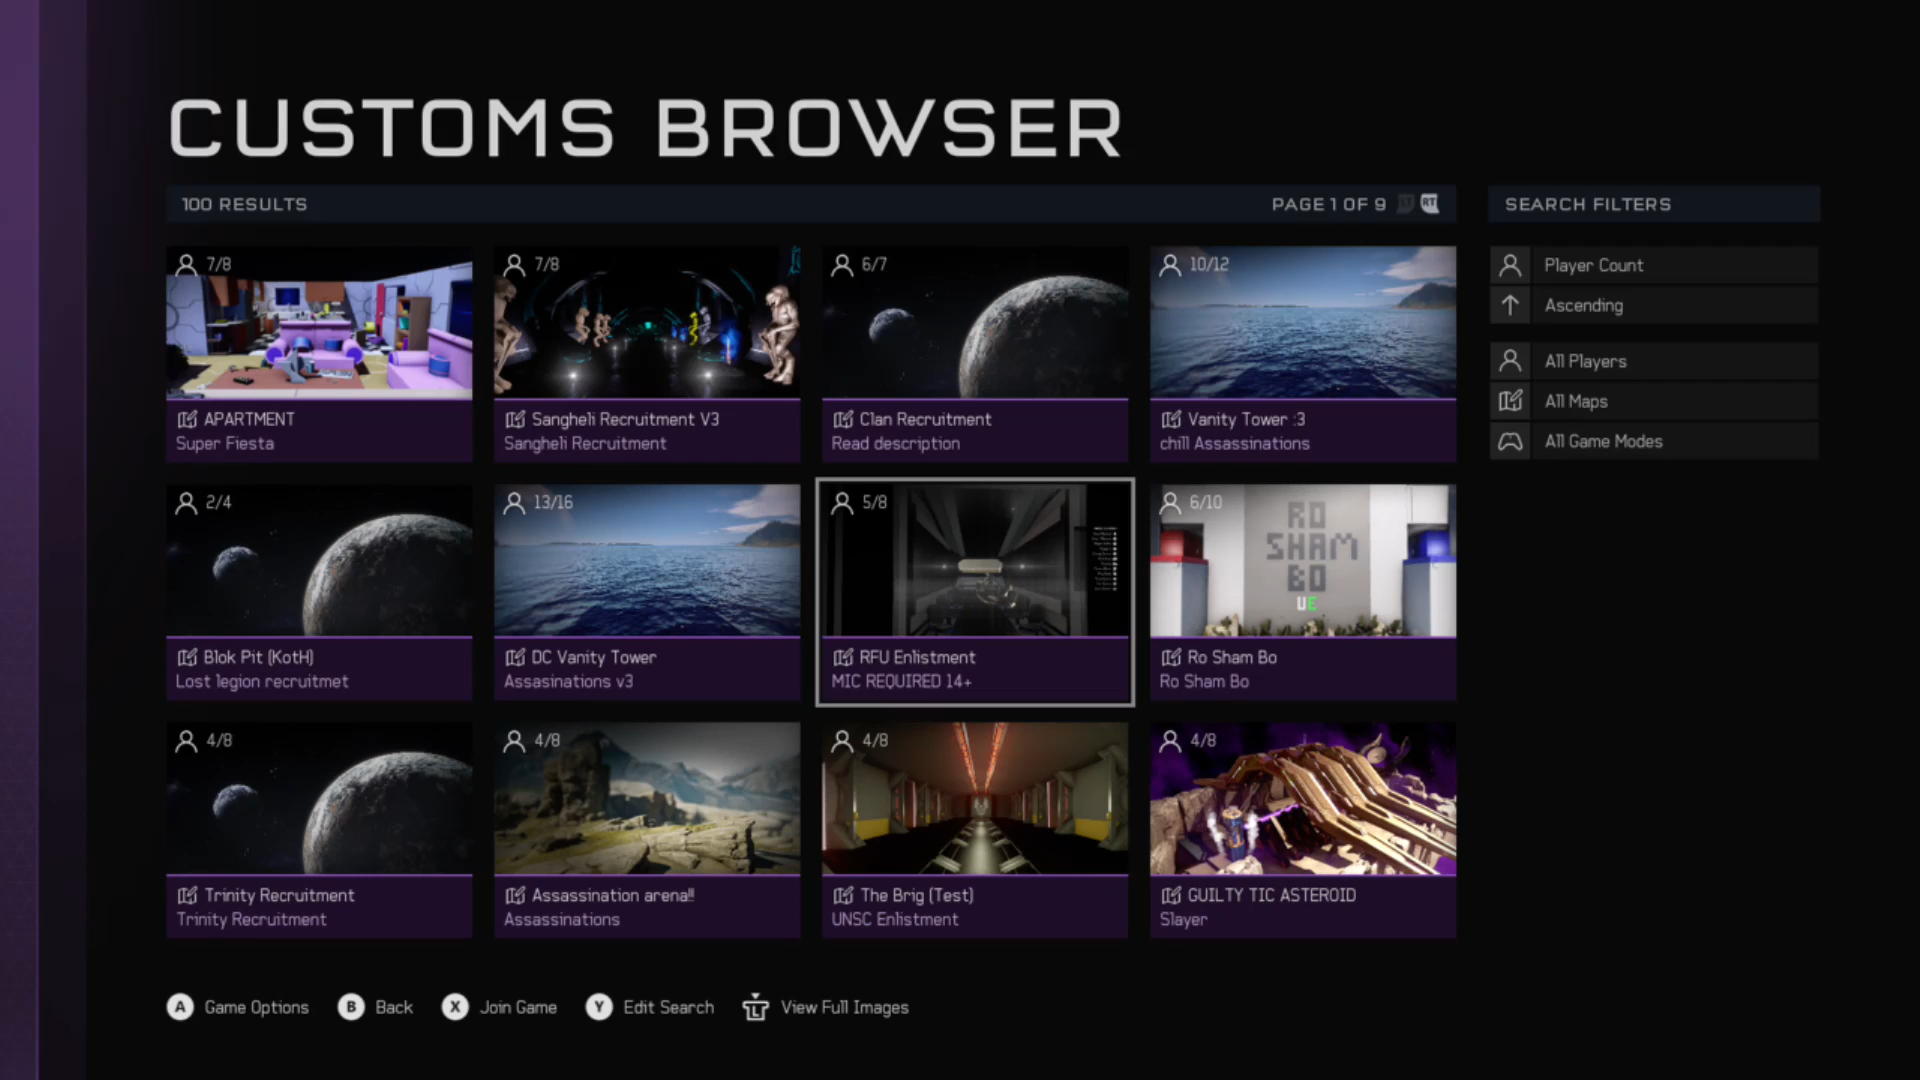 CUSTOMS BROWSER
100 RESULTS
PAGE 1 OF 9
RT
SEARCH FILTERS
7/8
7/8
6/7
10/12
Player Count
Ascending
All Players
All Maps
All Game Modes
APARTMENT
Super Fiesta
Sangheli Recruitment V3
Sangheli Recruitment
Clan Recruitment
Read description
Vanity Tower :3
chill Assassinations
2/4
13/16
5/8
6/10
RO
SHAM
BO
UE
Blok Pit (KotH)
Lost legion recruitmet
DC Vanity Tower
Assasinations v3
RFU Enlistment
MIC REQUIRED 14+
Ro Sham Bo
Ro Sham Bo
4/8
4/8
4/8
4/8
Trinity Recruitment
Trinity Recruitment
Assassination arena!!
Assassinations
The Brig (Test)
UNSC Enlistment
GUILTY TIC ASTEROID
Slayer
A Game Options
B Back
X Join Game
Y Edit Search
L View Full Images